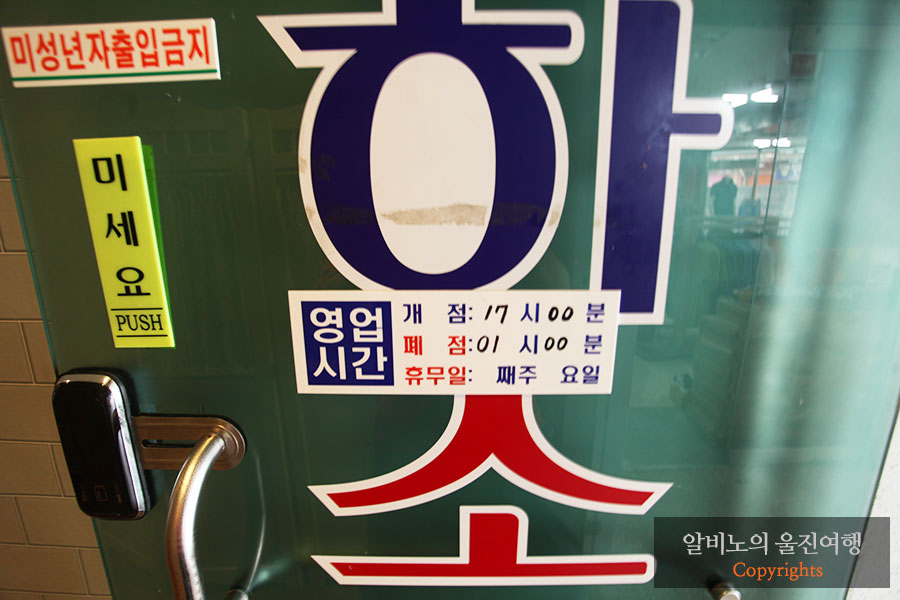 미성년자출입금지
하
미
세
요
PUSH
영업
시간
개 점: 17 시 00 분
폐 점: 01 시 00 분
휴무일: 째주 요일
소
알비노의 울진여행
Copyrights